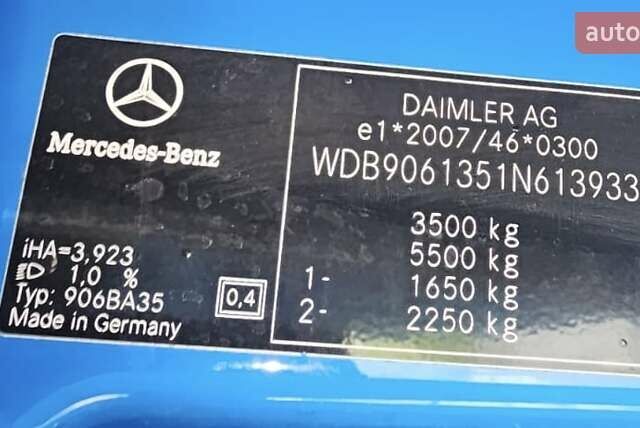 auto
Mercedes-Benz
DAIMLER AG
e1*2007/46*0300
WDB9061351N613933
3500 kg
5500 kg
1- 1650 kg
2- 2250 kg
iHA=3,923
1,0 %
Typ: 906BA35
0,4
Made in Germany